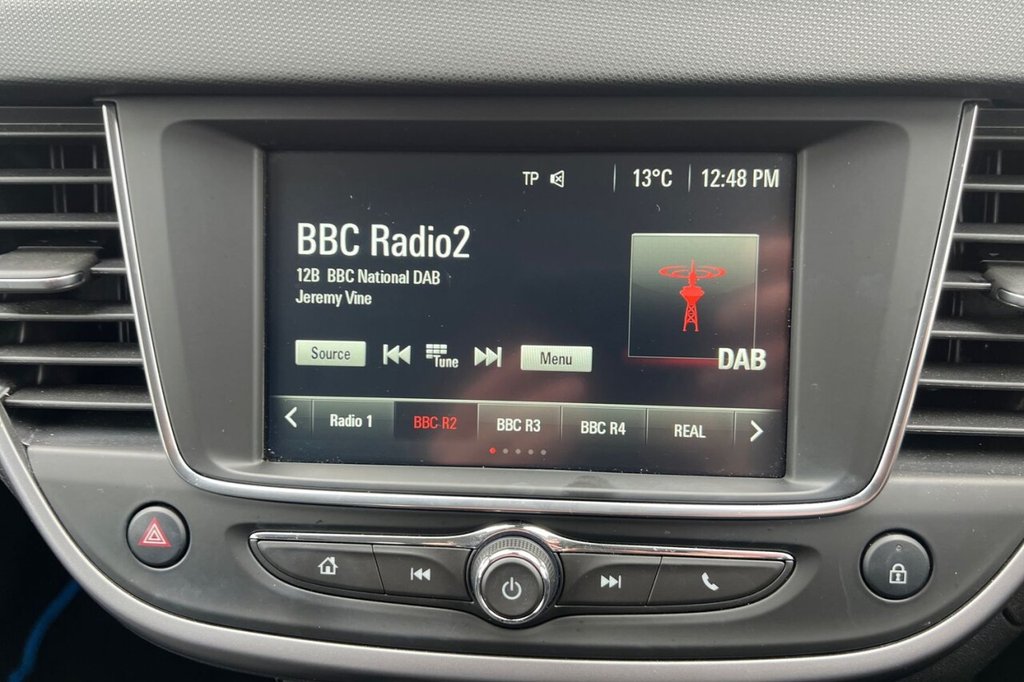 TP 13°C 12:48 PM
BBC Radio2
12B BBC National DAB
Jeremy Vine
Source Tune Menu
DAB
Radio 1 BBC R2 BBC R3 BBC R4 REAL